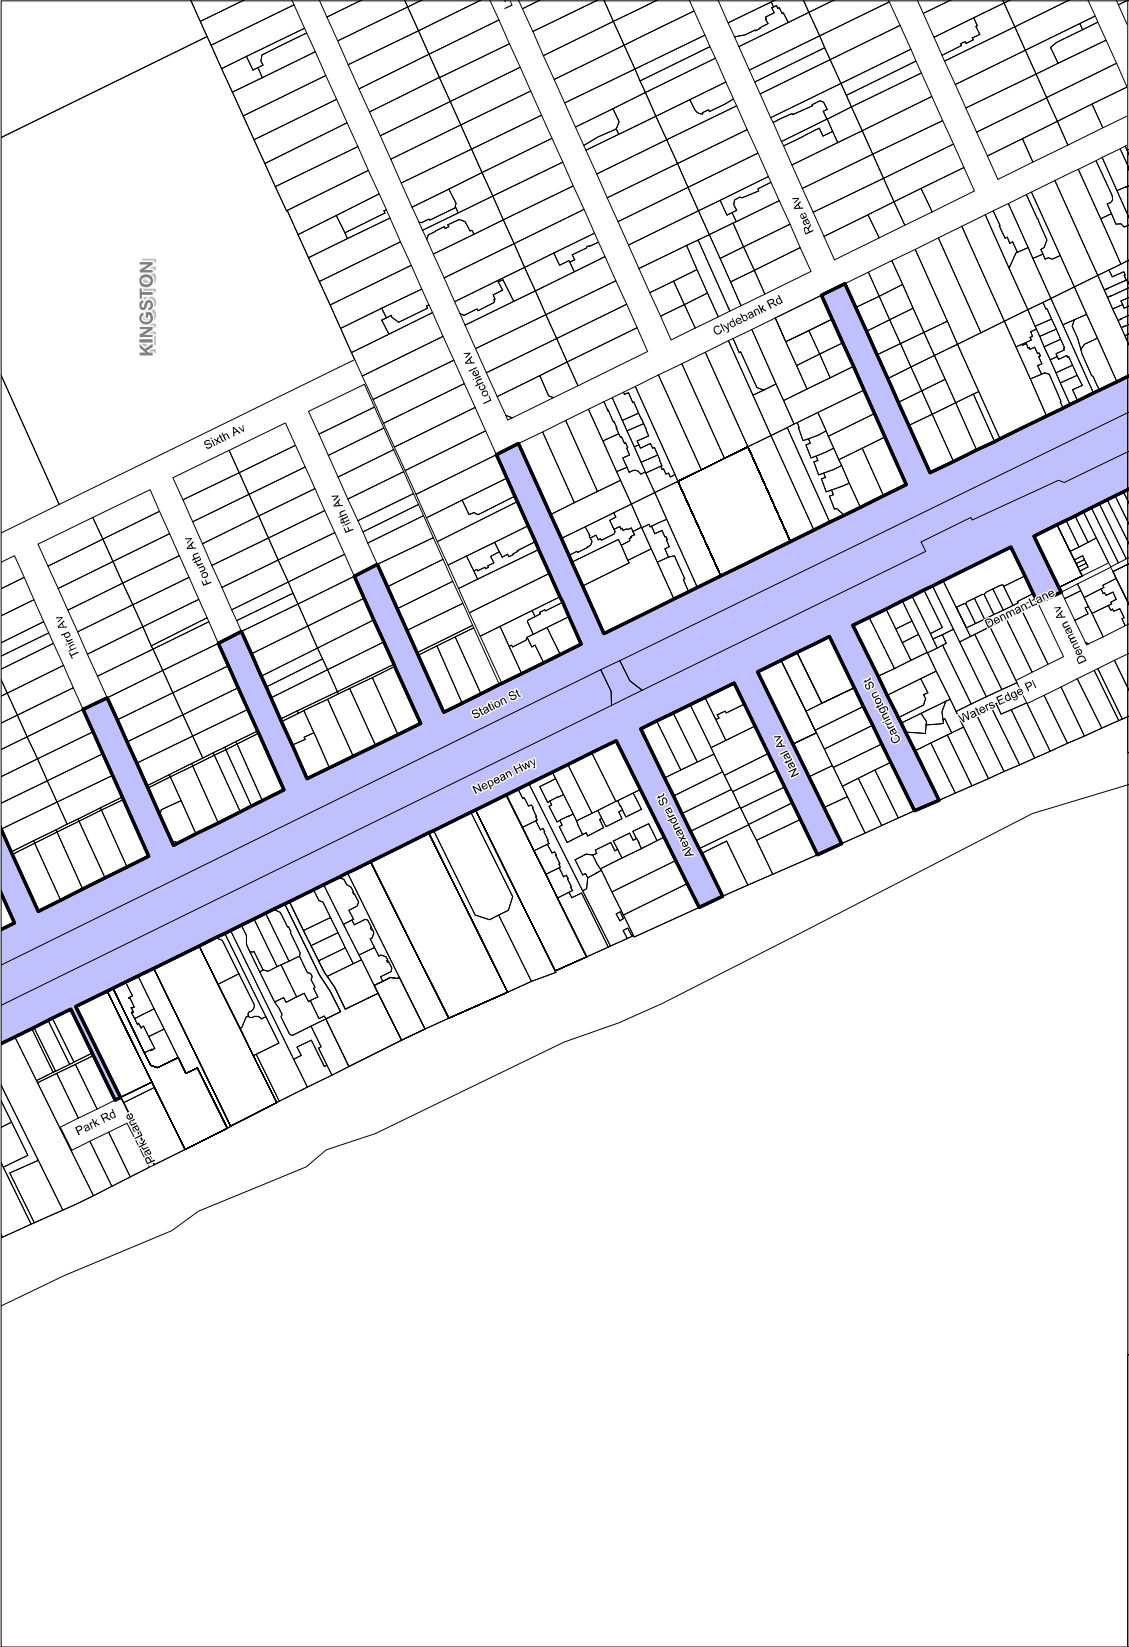 Rae Av
KINGSTON
Clydebank Rd
Lochiel Av
Sixth Av
Fifth Av
Fourth Av
Third Av
Denman Lane
Denman Av
Station St
Carrington St
Waters Edge Pl
Natal Av
Nepean Hwy
Alexandra St
Park Rd
Park Lane